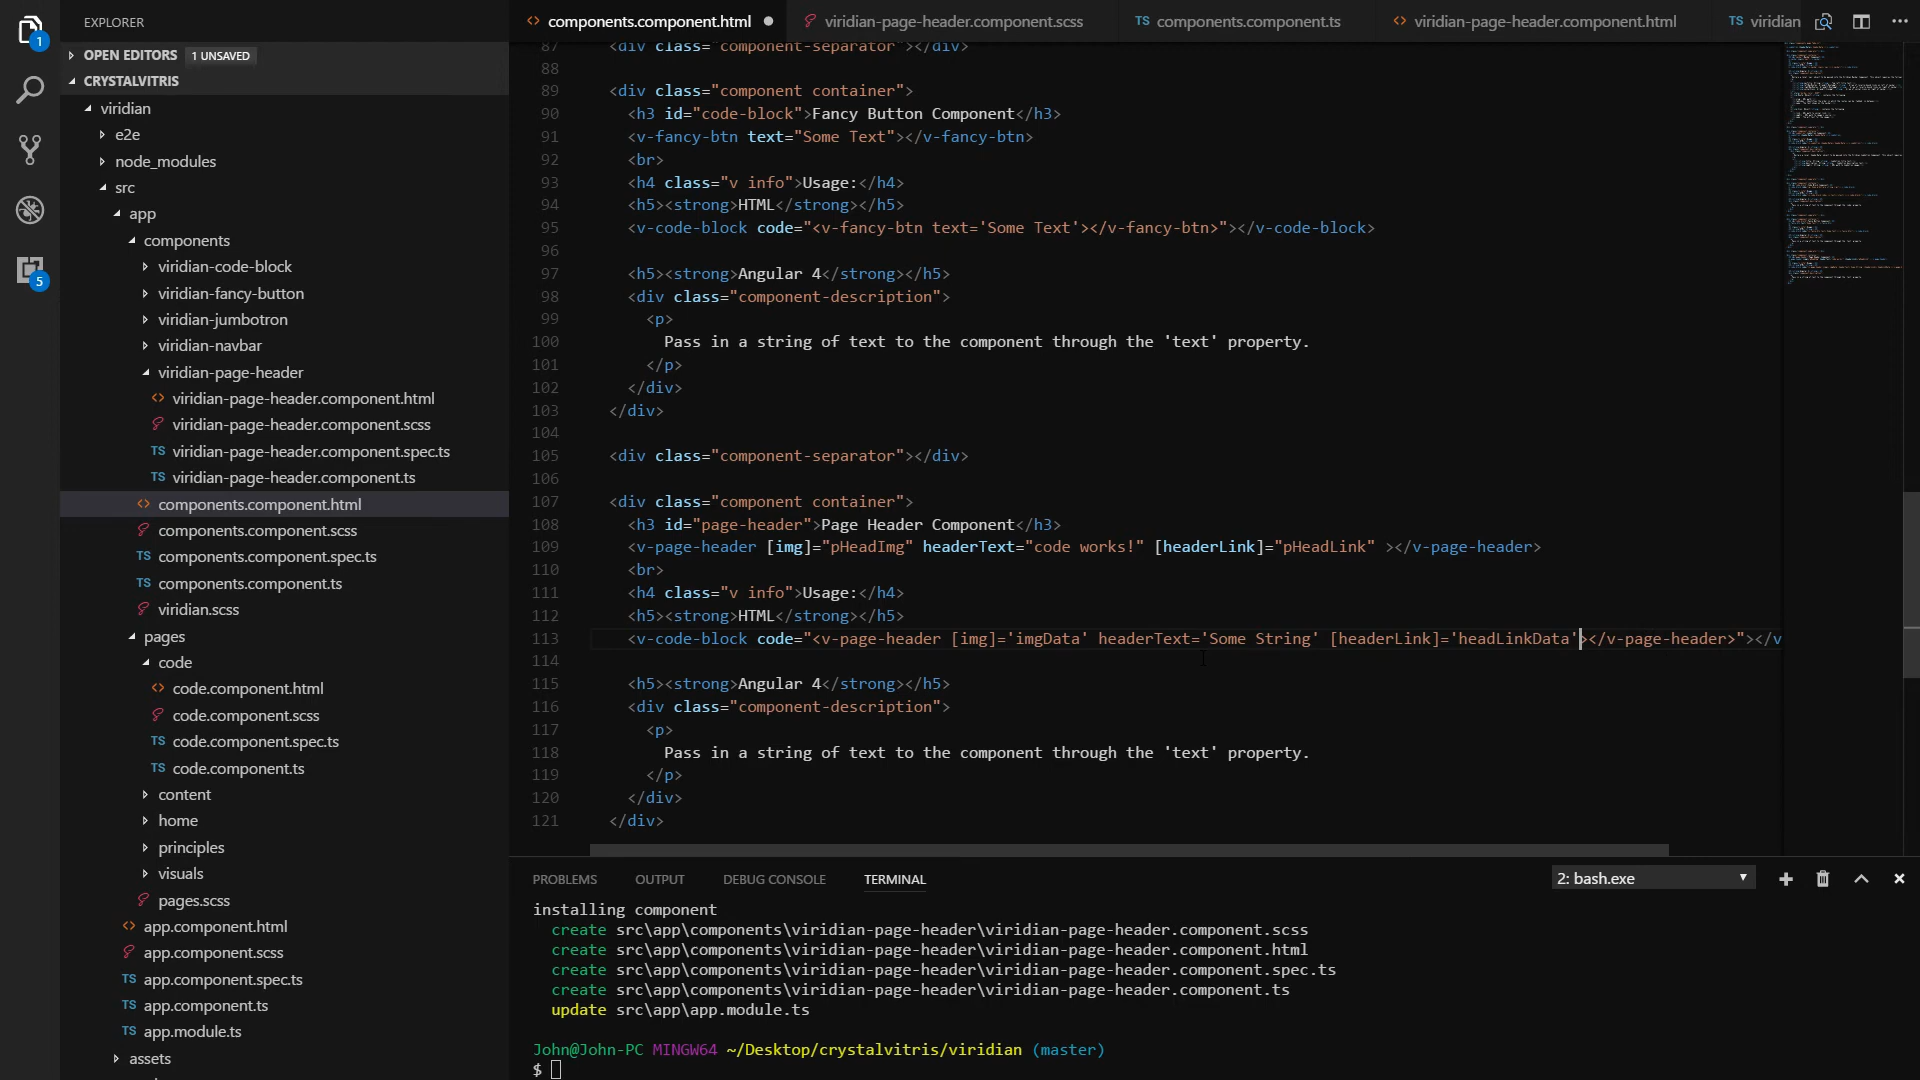 EXPLORER
OPEN EDITORS 1 UNSAVED
CRYSTALVITRIS
viridian
e2e
node_modules
src
app
components
viridian-code-block
viridian-fancy-button
viridian-jumbotron
viridian-navbar
viridian-page-header
viridian-page-header.component.html
viridian-page-header.component.scss
TS viridian-page-header.component.spec.ts
TS viridian-page-header.component.ts
components.component.html
components.component.scss
TS components.component.spec.ts
TS components.component.ts
viridian.scss
pages
code
code.component.html
code.component.scss
TS code.component.spec.ts
TS code.component.ts
content
home
principles
visuals
pages.scss
app.component.html
app.component.scss
TS app.component.spec.ts
TS app.component.ts
TS app.module.ts
assets
1
5
components.component.html viridian-page-header.component.scss TS components.component.ts viridian-page-header.component.html TS viridian
87 <div class="component-separator"></div>
88
89 <div class="component container">
90 <h3 id="code-block">Fancy Button Component</h3>
91 <v-fancy-btn text="Some Text"></v-fancy-btn>
92 <br>
93 <h4 class="v info">Usage:</h4>
94 <h5><strong>HTML</strong></h5>
95 <v-code-block code="<v-fancy-btn text='Some Text'></v-fancy-btn>"></v-code-block>
96
97 <h5><strong>Angular 4</strong></h5>
98 <div class="component-description">
99 <p>
100 Pass in a string of text to the component through the 'text' property.
101 </p>
102 </div>
103 </div>
104
105 <div class="component-separator"></div>
106
107 <div class="component container">
108 <h3 id="page-header">Page Header Component</h3>
109 <v-page-header [img]="pHeadImg" headerText="code works!" [headerLink]="pHeadLink" ></v-page-header>
110 <br>
111 <h4 class="v info">Usage:</h4>
112 <h5><strong>HTML</strong></h5>
113 <v-code-block code="<v-page-header [img]='imgData' headerText='Some String' [headerLink]='headLinkData'></v-page-header>"></v
114
115 <h5><strong>Angular 4</strong></h5>
116 <div class="component-description">
117 <p>
118 Pass in a string of text to the component through the 'text' property.
119 </p>
120 </div>
121 </div>
PROBLEMS OUTPUT DEBUG CONSOLE TERMINAL 2: bash.exe
installing component
create src\app\components\viridian-page-header\viridian-page-header.component.scss
create src\app\components\viridian-page-header\viridian-page-header.component.html
create src\app\components\viridian-page-header\viridian-page-header.component.spec.ts
create src\app\components\viridian-page-header\viridian-page-header.component.ts
update src\app\app.module.ts
John@John-PC MINGW64 ~/Desktop/crystalvitris/viridian (master)
$